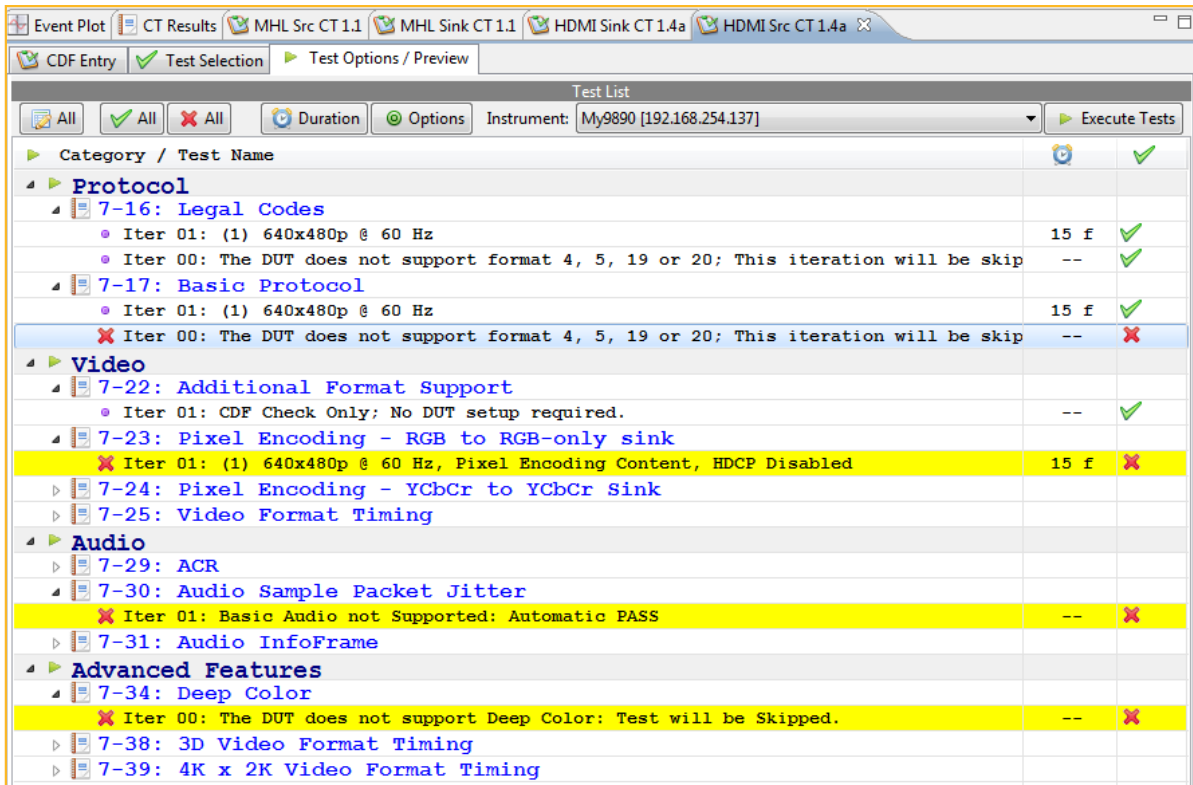 Event Plot CT Results MHL Src CT 1.1 MHL Sink CT 1.1 HDMI Sink CT 1.4a HDMI Src CT 1.4a
CDF Entry Test Selection Test Options / Preview
Test List
All All All Duration Options Instrument: My9890 [192.168.254.137] Execute Tests
Category / Test Name
Protocol
7-16: Legal Codes
Iter 01: (1) 640x480p @ 60 Hz 15 f
Iter 00: The DUT does not support format 4, 5, 19 or 20; This iteration will be skip --
7-17: Basic Protocol
Iter 01: (1) 640x480p @ 60 Hz 15 f
Iter 00: The DUT does not support format 4, 5, 19 or 20; This iteration will be skip --
Video
7-22: Additional Format Support
Iter 01: CDF Check Only; No DUT setup required. --
7-23: Pixel Encoding - RGB to RGB-only sink
Iter 01: (1) 640x480p @ 60 Hz, Pixel Encoding Content, HDCP Disabled 15 f
7-24: Pixel Encoding - YCbCr to YCbCr Sink
7-25: Video Format Timing
Audio
7-29: ACR
7-30: Audio Sample Packet Jitter
Iter 01: Basic Audio not Supported: Automatic PASS --
7-31: Audio InfoFrame
Advanced Features
7-34: Deep Color
Iter 00: The DUT does not support Deep Color: Test will be Skipped. --
7-38: 3D Video Format Timing
7-39: 4K x 2K Video Format Timing